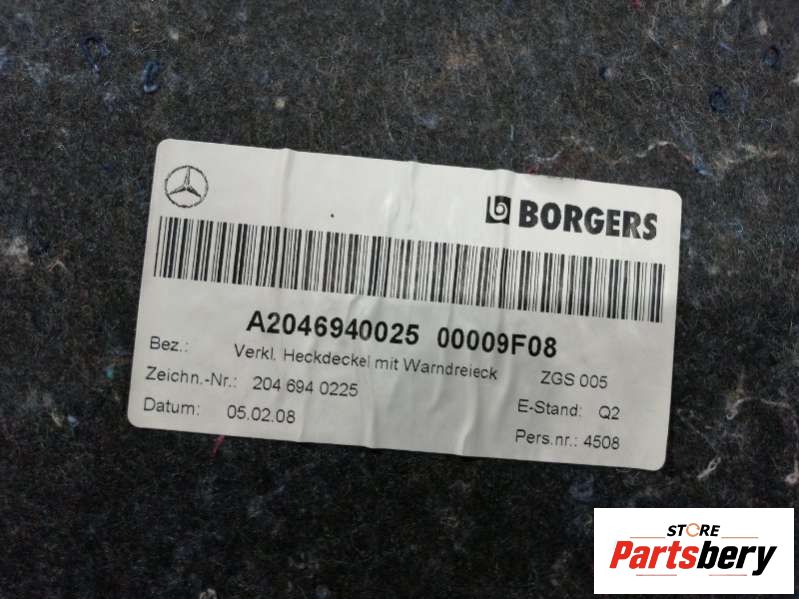 BORGERS
A2046940025 00009F08
Bez.: Verkl. Heckdeckel mit Warndreieck ZGS 005
Zeichn.-Nr.: 204 694 0225 E-Stand: Q2
Datum: 05.02.08 Pers.nr.: 4508
STORE
Partsbery